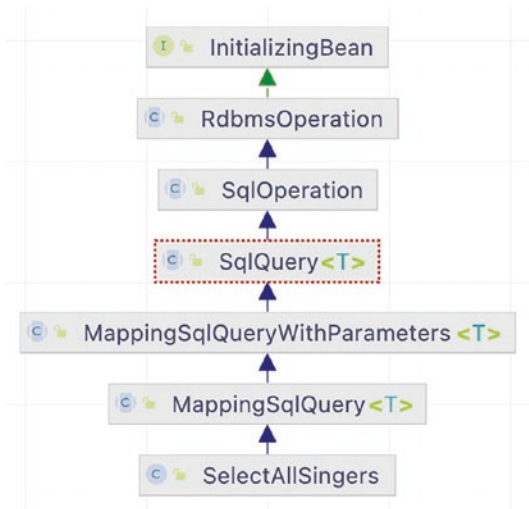 I InitializingBean
C RdbmsOperation
C SqlOperation
C SqlQuery<T>
C MappingSqlQueryWithParameters <T>
C MappingSqlQuery<T>
C SelectAllSingers